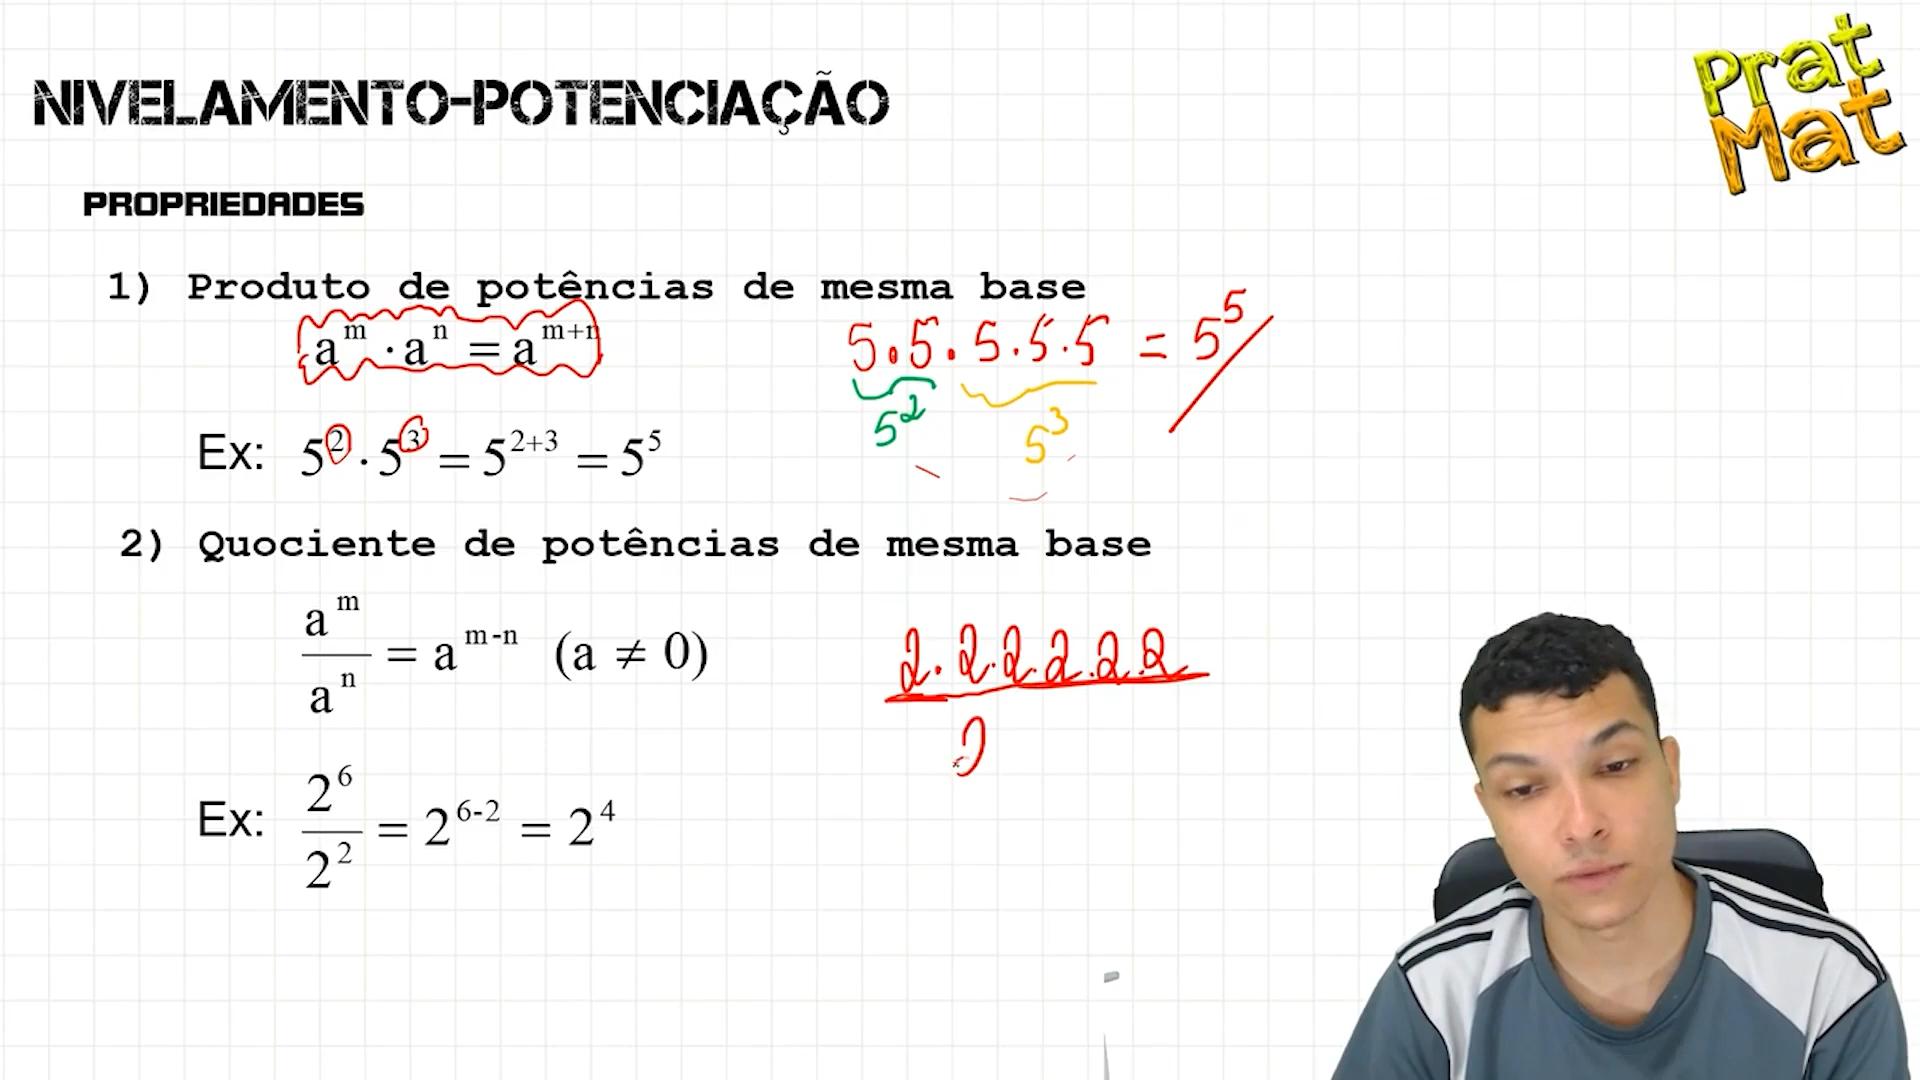 NIVELAMENTO-POTENCIAÇÃO
Prat
Mat
PROPRIEDADES
1) Produto de potências de mesma base
a^m · a^n = a^(m+n)
5.5.5.5.5 = 5^5
5^2 5^3
Ex: 5^2 · 5^3 = 5^(2+3) = 5^5
2) Quociente de potências de mesma base
a^m / a^n = a^(m-n) (a ≠ 0)
2.2.2.2.2.2
Ex: 2^6 / 2^2 = 2^(6-2) = 2^4